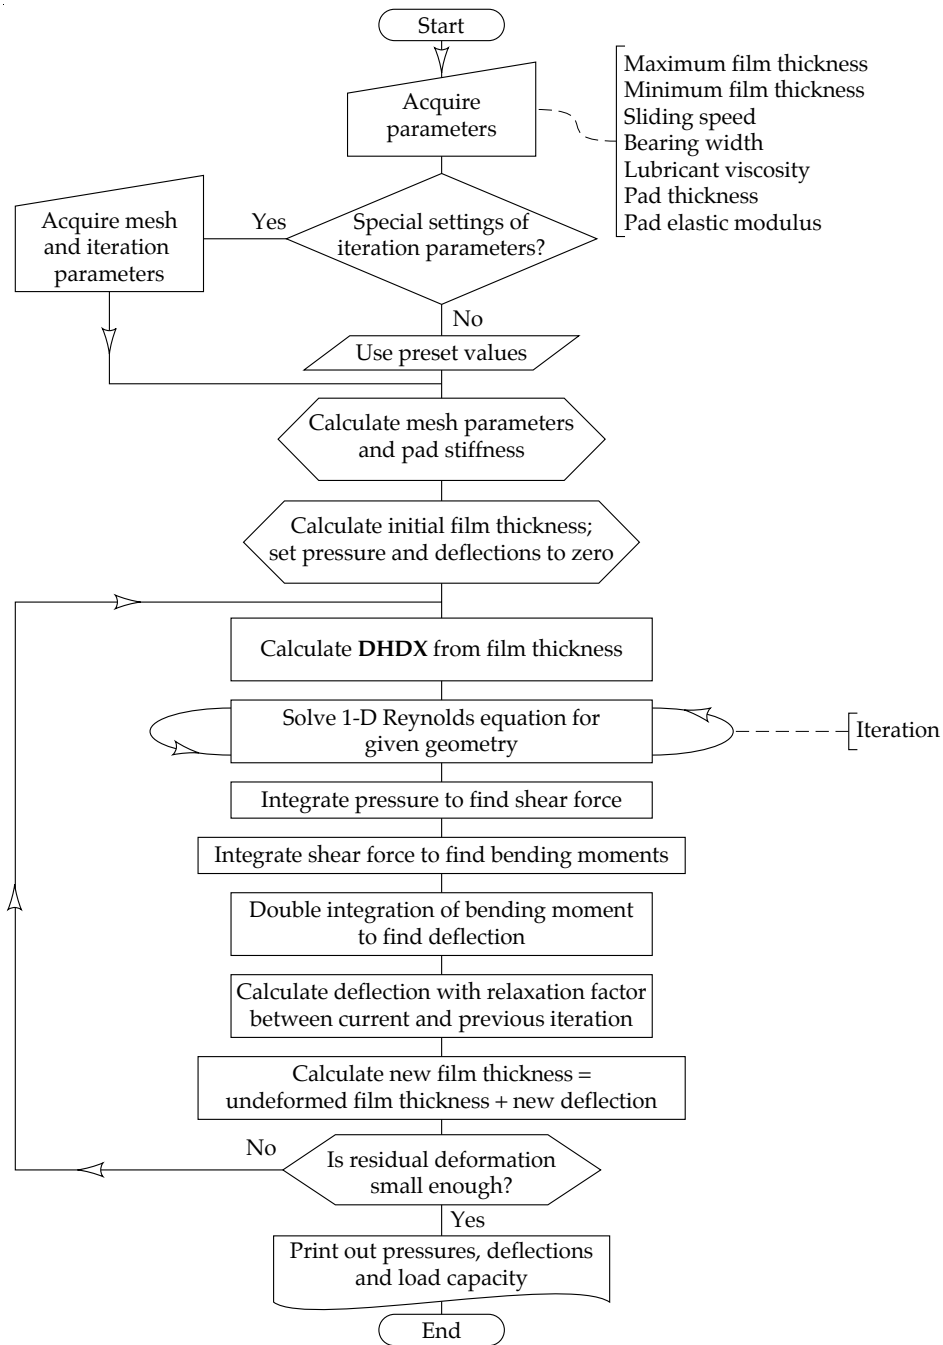 Start
Acquire
parameters
Maximum film thickness
Minimum film thickness
Sliding speed
Bearing width
Lubricant viscosity
Pad thickness
Pad elastic modulus
Special settings of
iteration parameters?
Yes
Acquire mesh
and iteration
parameters
No
Use preset values
Calculate mesh parameters
and pad stiffness
Calculate initial film thickness;
set pressure and deflections to zero
Calculate DHDX from film thickness
Solve 1-D Reynolds equation for
given geometry
Iteration
Integrate pressure to find shear force
Integrate shear force to find bending moments
Double integration of bending moment
to find deflection
Calculate deflection with relaxation factor
between current and previous iteration
Calculate new film thickness =
undeformed film thickness + new deflection
No
Is residual deformation
small enough?
Yes
Print out pressures, deflections
and load capacity
End